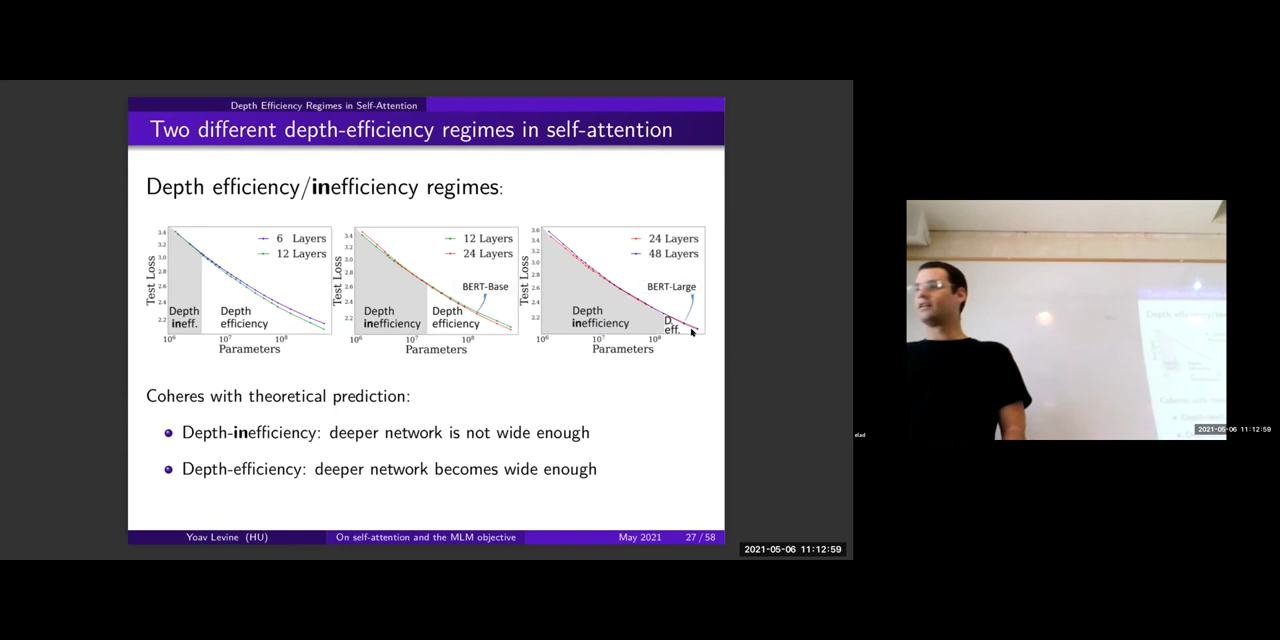 Depth Efficiency Regimes in Self-Attention
Two different depth-efficiency regimes in self-attention
Depth efficiency/inefficiency regimes:
3.4
3.2
3.0
2.8
2.6
2.4
2.2
Test Loss
6 Layers
12 Layers
Depth ineff.
Depth efficiency
10⁶ 10⁷ 10⁸
Parameters
3.4
3.2
3.0
2.8
2.6
2.4
2.2
Test Loss
12 Layers
24 Layers
BERT-Base
Depth inefficiency
Depth efficiency
10⁶ 10⁷ 10⁸
Parameters
3.6
3.4
3.2
3.0
2.8
2.6
2.4
2.2
Test Loss
24 Layers
48 Layers
BERT-Large
Depth inefficiency
D. eff.
10⁶ 10⁷ 10⁸
Parameters
Coheres with theoretical prediction:
Depth-inefficiency: deeper network is not wide enough
Depth-efficiency: deeper network becomes wide enough
Yoav Levine (HU) On self-attention and the MLM objective May 2021 27 / 58
2021-05-06 11:12:59
elad
2021-05-06 11:12:59